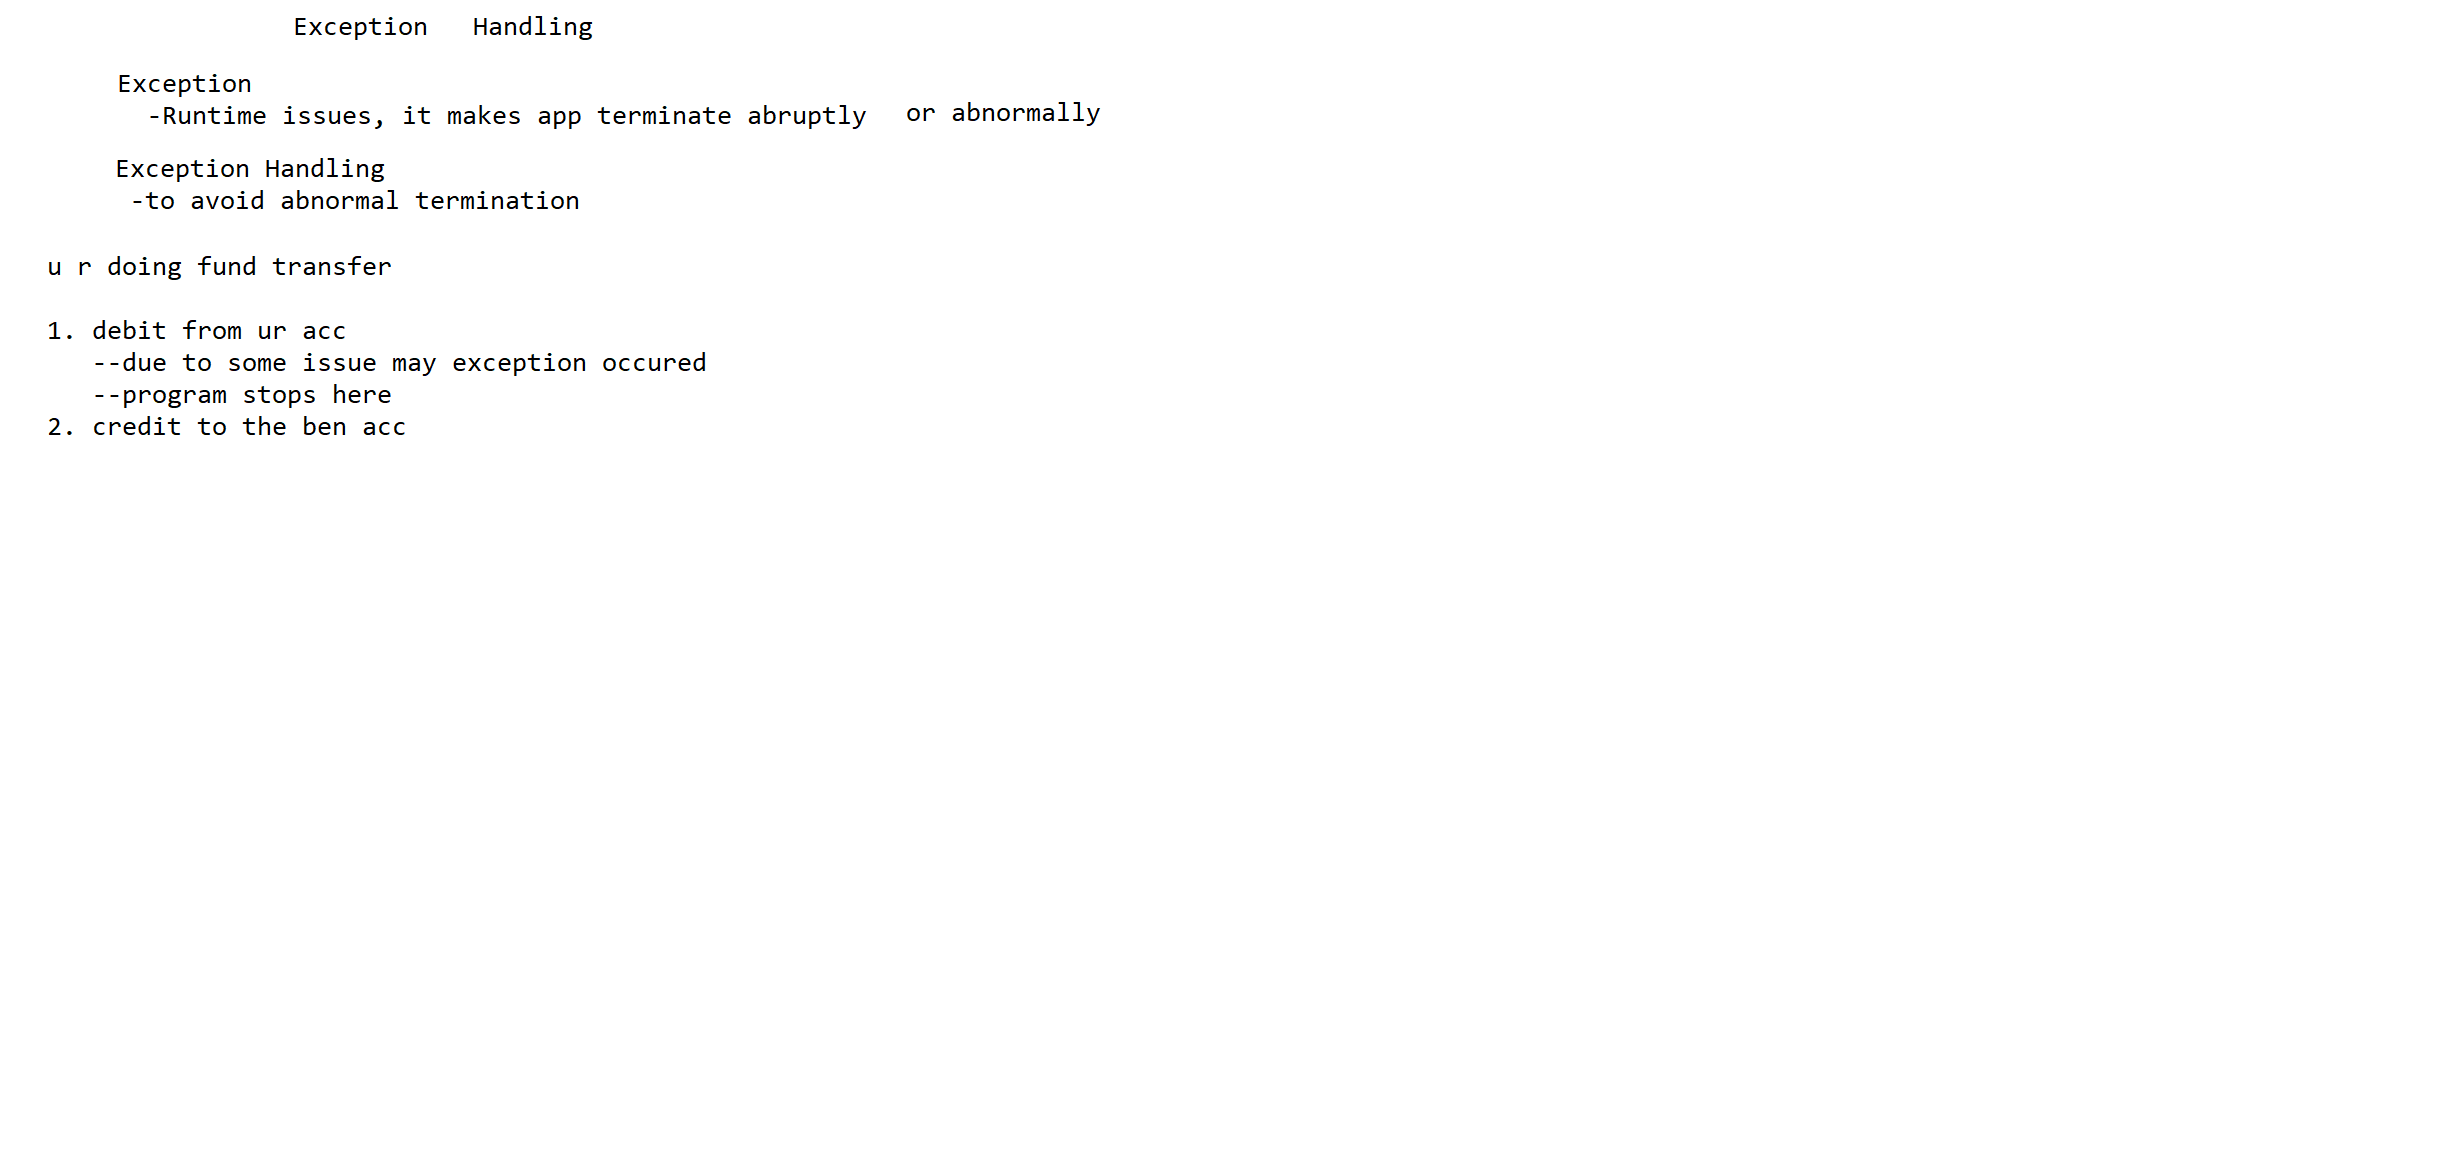 Exception Handling
Exception
-Runtime issues, it makes app terminate abruptly or abnormally
Exception Handling
-to avoid abnormal termination
u r doing fund transfer
1. debit from ur acc
--due to some issue may exception occured
--program stops here
2. credit to the ben acc